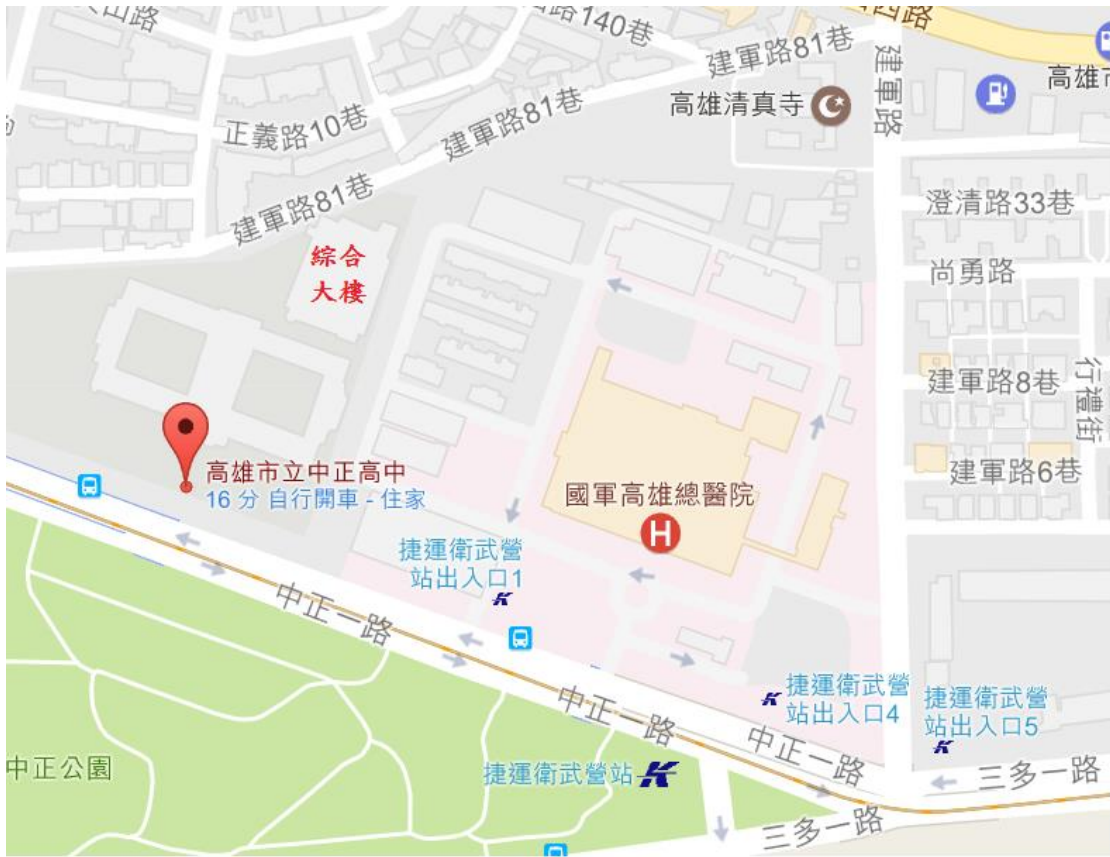 140巷
建軍路81巷
建軍路
高雄市
高雄清真寺
正義路10巷
建軍路81巷
建軍路81巷
澄清路33巷
綜合
大樓
尚勇路
建軍路8巷
行禮街
高雄市立中正高中
16 分 自行開車 - 住家
建軍路6巷
國軍高雄總醫院
H
捷運衛武營
站出入口1
中正一路
捷運衛武營
站出入口4
捷運衛武營
站出入口5
中正一路
中正一路
中正公園
捷運衛武營站
三多一路
三多一路